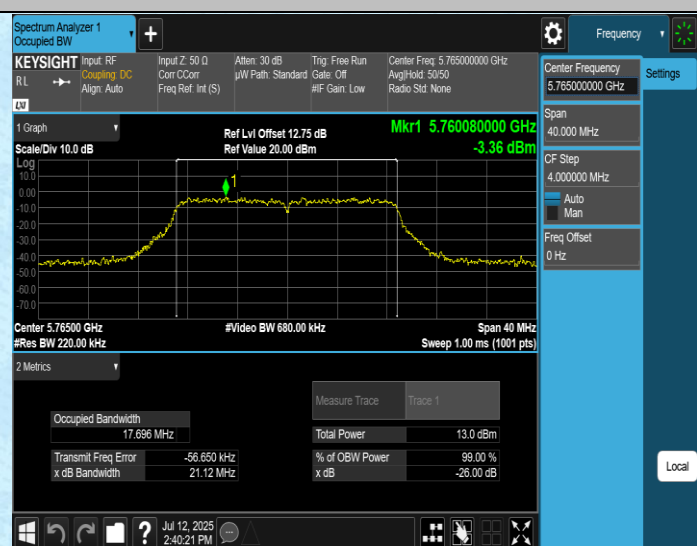 Spectrum Analyzer 1
Occupied BW
Frequency
KEYSIGHT
RL
LXI
Input: RF
Coupling: DC
Align: Auto
Input Z: 50 Ω
Corr CCorr
Freq Ref: Int (S)
Atten: 30 dB
µW Path: Standard
Trig: Free Run
Gate: Off
#IF Gain: Low
Center Freq: 5.765000000 GHz
Avg|Hold: 50/50
Radio Std: None
Center Frequency
5.765000000 GHz
Settings
Span
40.000 MHz
CF Step
4.000000 MHz
Auto
Man
Freq Offset
0 Hz
1 Graph
Scale/Div 10.0 dB
Ref Lvl Offset 12.75 dB
Ref Value 20.00 dBm
Mkr1 5.760080000 GHz
-3.36 dBm
Log
10.0
0.00
-10.0
-20.0
-30.0
-40.0
-50.0
-60.0
-70.0
1
Center 5.76500 GHz
#Video BW 680.00 kHz
Span 40 MHz
#Res BW 220.00 kHz
Sweep 1.00 ms (1001 pts)
2 Metrics
Measure Trace
Trace 1
Occupied Bandwidth
17.696 MHz
Total Power
13.0 dBm
Transmit Freq Error
-56.650 kHz
% of OBW Power
99.00 %
x dB Bandwidth
21.12 MHz
x dB
-26.00 dB
Local
?
Jul 12, 2025
2:40:21 PM